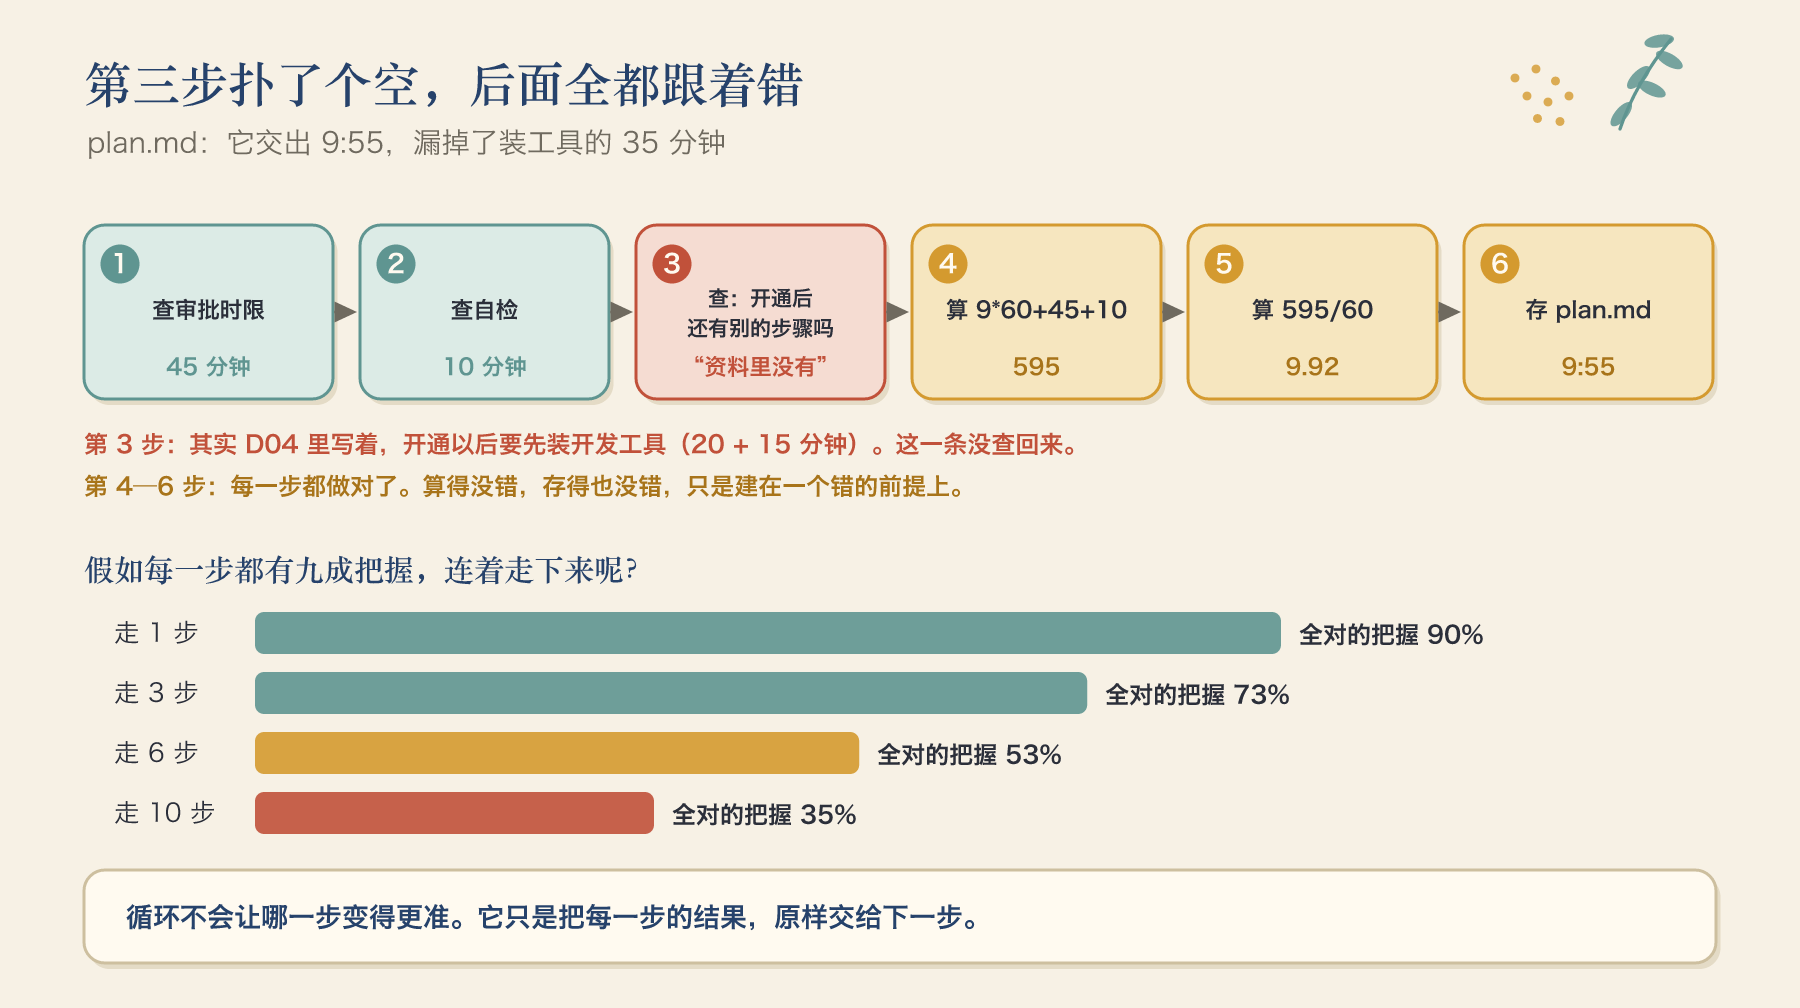 第三步扑了个空，后面全都跟着错
plan.md：它交出 9:55，漏掉了装工具的 35 分钟
1
查审批时限
45 分钟
2
查自检
10 分钟
3
查：开通后
还有别的步骤吗
“资料里没有”
4
算 9*60+45+10
595
5
算 595/60
9.92
6
存 plan.md
9:55
第 3 步：其实 D04 里写着，开通以后要先装开发工具（20 + 15 分钟）。这一条没查回来。
第 4—6 步：每一步都做对了。算得没错，存得也没错，只是建在一个错的前提上。
假如每一步都有九成把握，连着走下来呢？
走 1 步
全对的把握 90%
走 3 步
全对的把握 73%
走 6 步
全对的把握 53%
走 10 步
全对的把握 35%
循环不会让哪一步变得更准。它只是把每一步的结果，原样交给下一步。